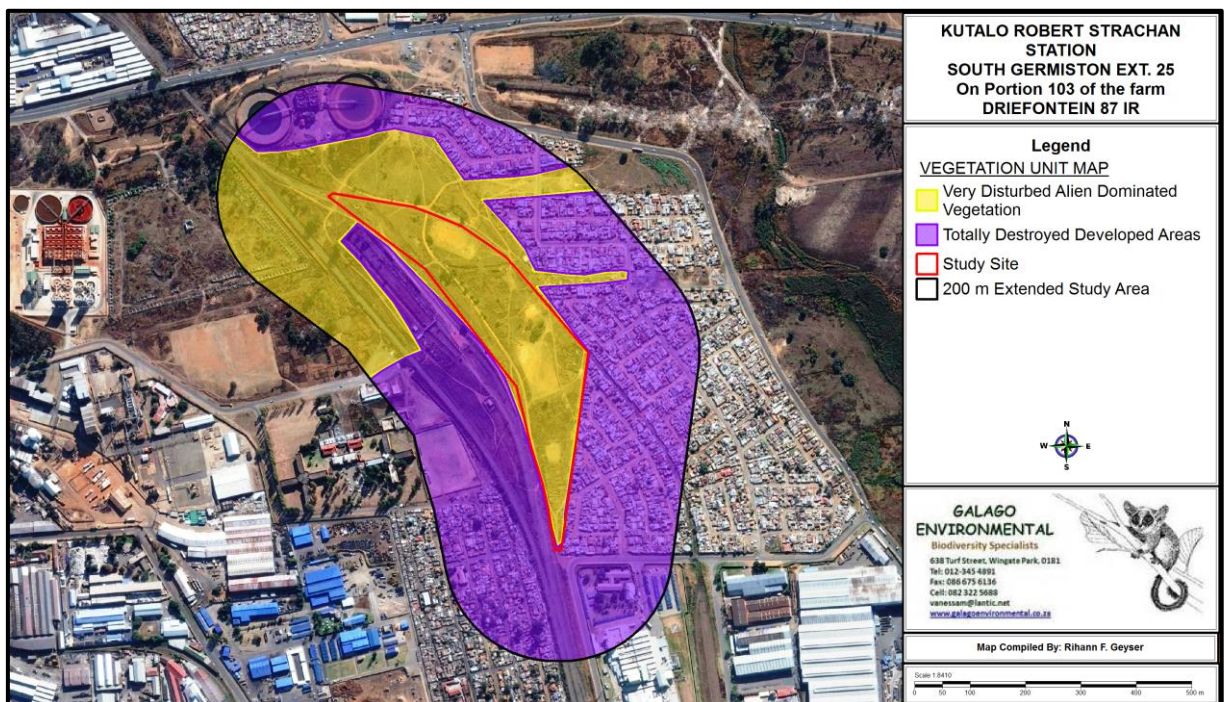 KUTALO ROBERT STRACHAN
STATION
SOUTH GERMISTON EXT. 25
On Portion 103 of the farm
DRIEFONTEIN 87 IR
Legend
VEGETATION UNIT MAP
Very Disturbed Alien Dominated
Vegetation
Totally Destroyed Developed Areas
Study Site
200 m Extended Study Area
N
W E
S
GALAGO
ENVIRONMENTAL
Biodiversity Specialists
638 Turf Street, Wingate Park, 0181
Tel: 012-345 4891
Fax: 086 675 6136
Cell: 082 322 5688
vanessam@lantic.net
www.galagoenvironmental.co.za
Map Compiled By: Rihann F. Geyser
Scale 1:8410
0 50 100 200 300 400 500 m